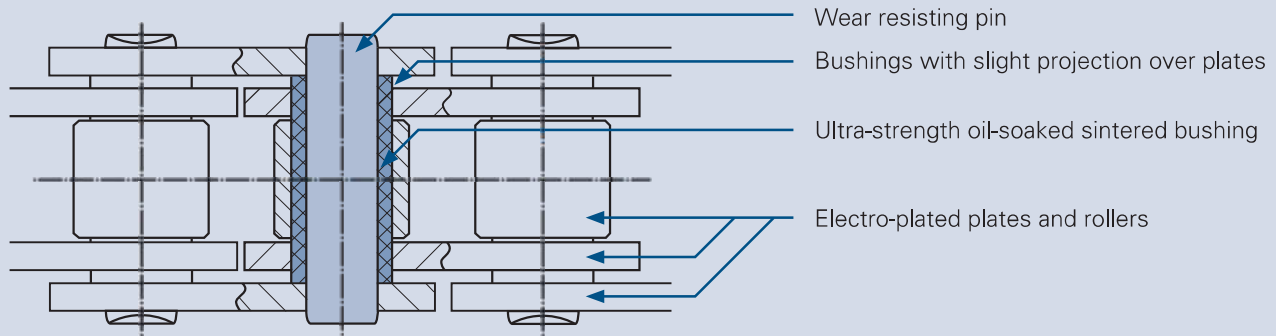 Wear resisting pin
Bushings with slight projection over plates
Ultra-strength oil-soaked sintered bushing
Electro-plated plates and rollers